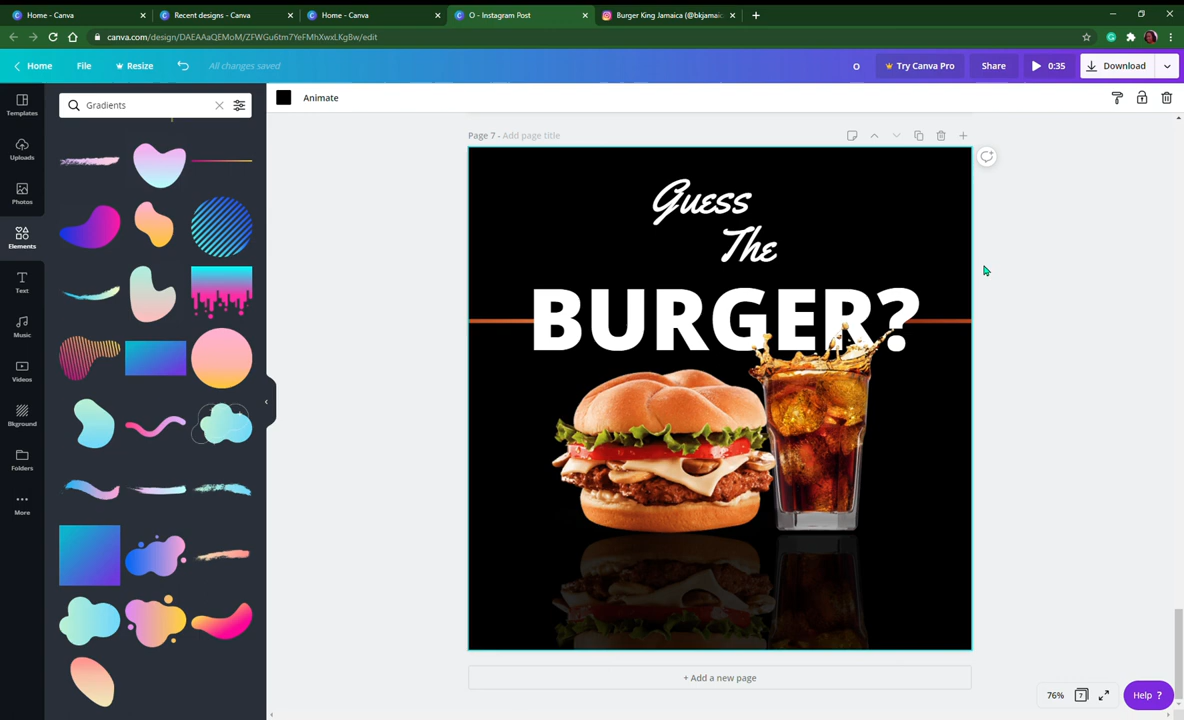 Home - Canva
Recent designs - Canva
Home - Canva
O - Instagram Post
Burger King Jamaica (@bkjamaic
canva.com/design/DAEAAaQEMoM/ZFWGu6tm7YeFMhXwxLKgBw/edit
Home
File
Resize
All changes saved
O
Try Canva Pro
Share
0:35
Download
Templates
Uploads
Photos
Elements
Text
Music
Videos
Bkground
Folders
More
Gradients
Animate
Page 7 - Add page title
Guess
The
BURGER?
+ Add a new page
76%
7
Help ?